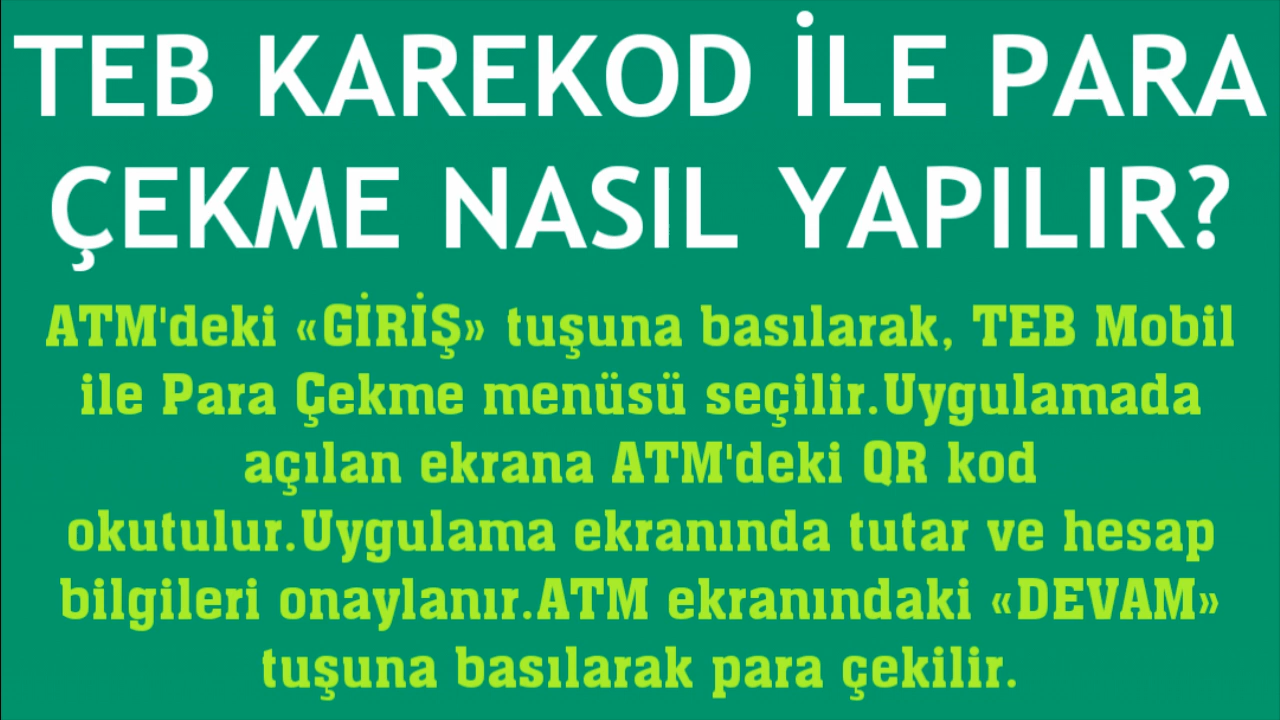 TEB KAREKOD İLE PARA
ÇEKME NASIL YAPILIR?
ATM'deki «GİRİŞ» tuşuna basılarak, TEB Mobil
ile Para Çekme menüsü seçilir.Uygulamada
açılan ekrana ATM'deki QR kod
okutulur.Uygulama ekranında tutar ve hesap
bilgileri onaylanır.ATM ekranındaki «DEVAM»
tuşuna basılarak para çekilir.